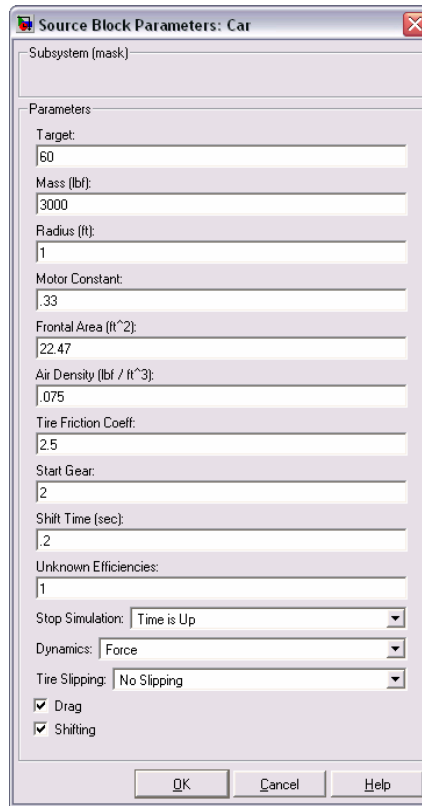 Source Block Parameters: Car
Subsystem (mask)
Parameters
Target:
60
Mass (lbf):
3000
Radius (ft):
1
Motor Constant:
.33
Frontal Area (ft^2):
22.47
Air Density (lbf / ft^3):
.075
Tire Friction Coeff:
2.5
Start Gear:
2
Shift Time (sec):
.2
Unknown Efficiencies:
1
Stop Simulation: Time is Up
Dynamics: Force
Tire Slipping: No Slipping
Drag
Shifting
OK Cancel Help